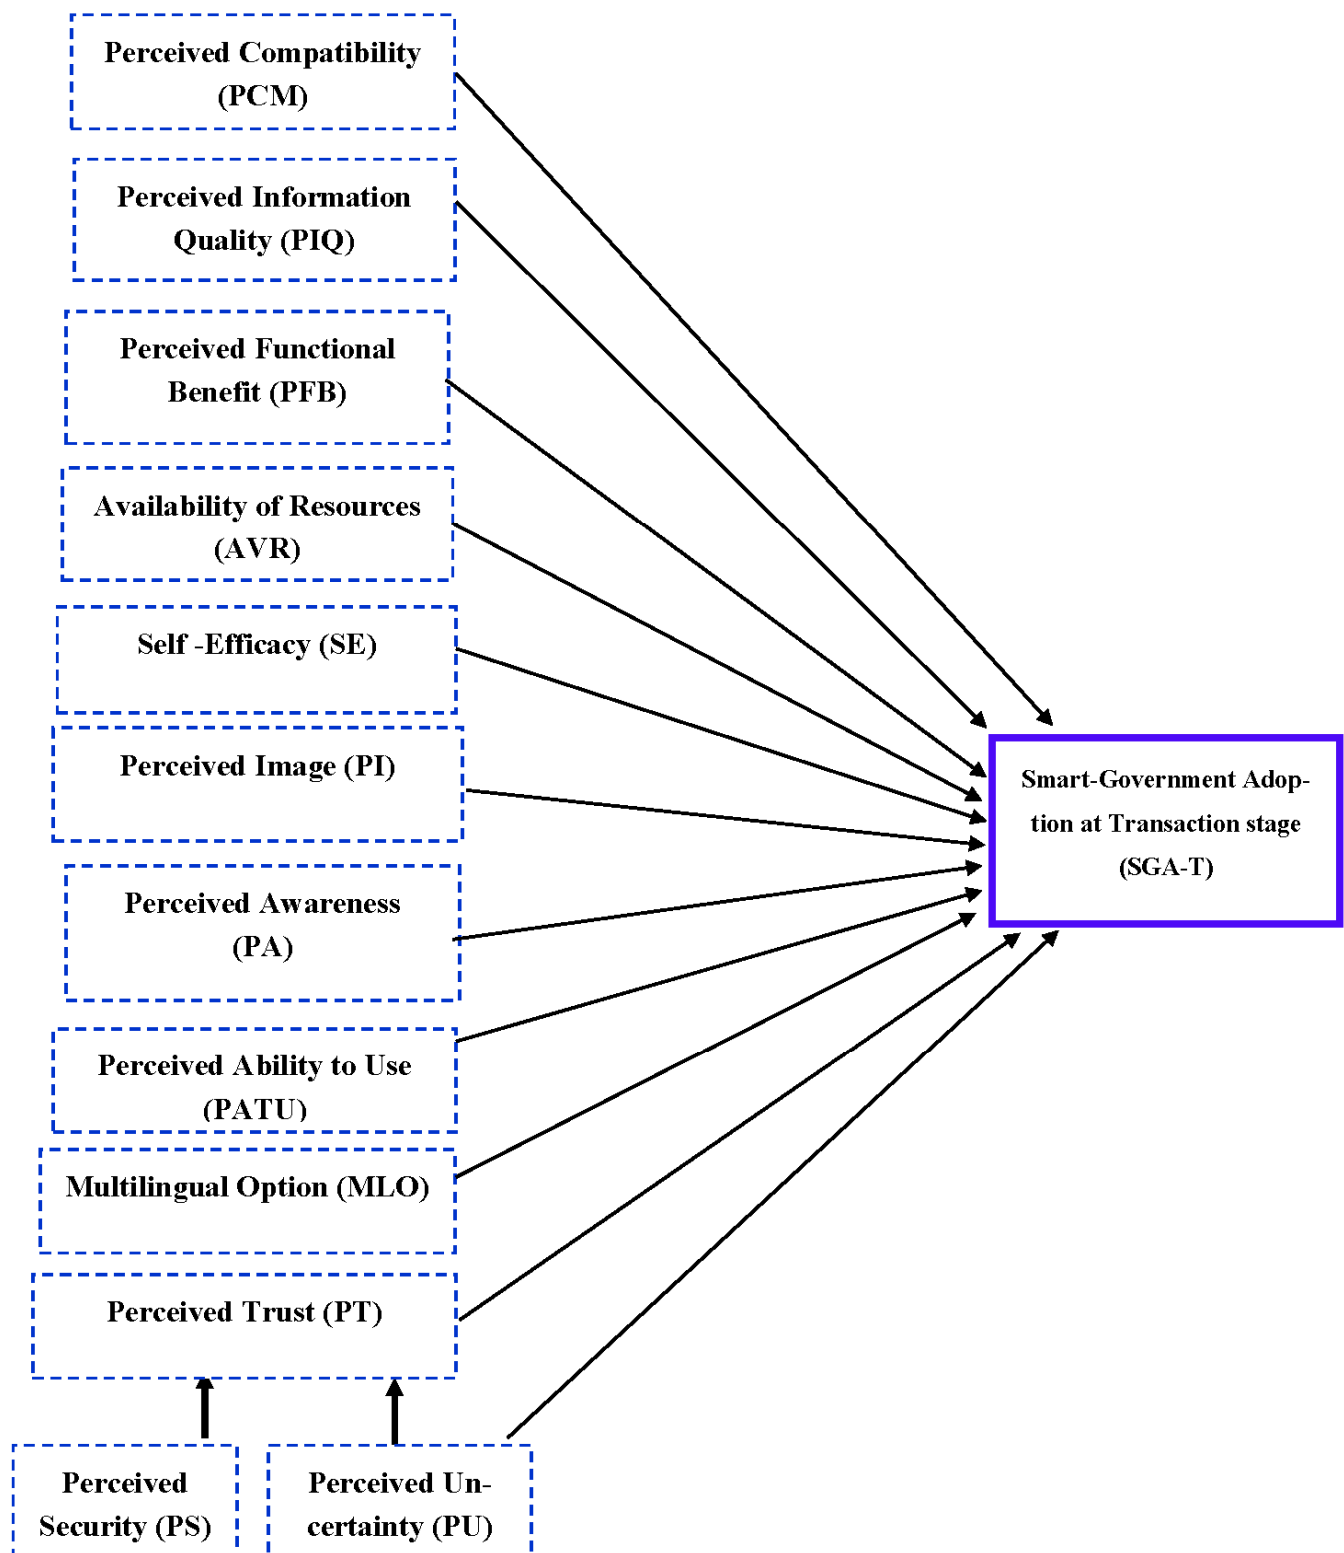 Perceived Compatibility
(PCM)
Perceived Information
Quality (PIQ)
Perceived Functional
Benefit (PFB)
Availability of Resources
(AVR)
Self -Efficacy (SE)
Perceived Image (PI)
Perceived Awareness
(PA)
Perceived Ability to Use
(PATU)
Multilingual Option (MLO)
Perceived Trust (PT)
Perceived
Security (PS)
Perceived Un-
certainty (PU)
Smart-Government Adop-
tion at Transaction stage
(SGA-T)